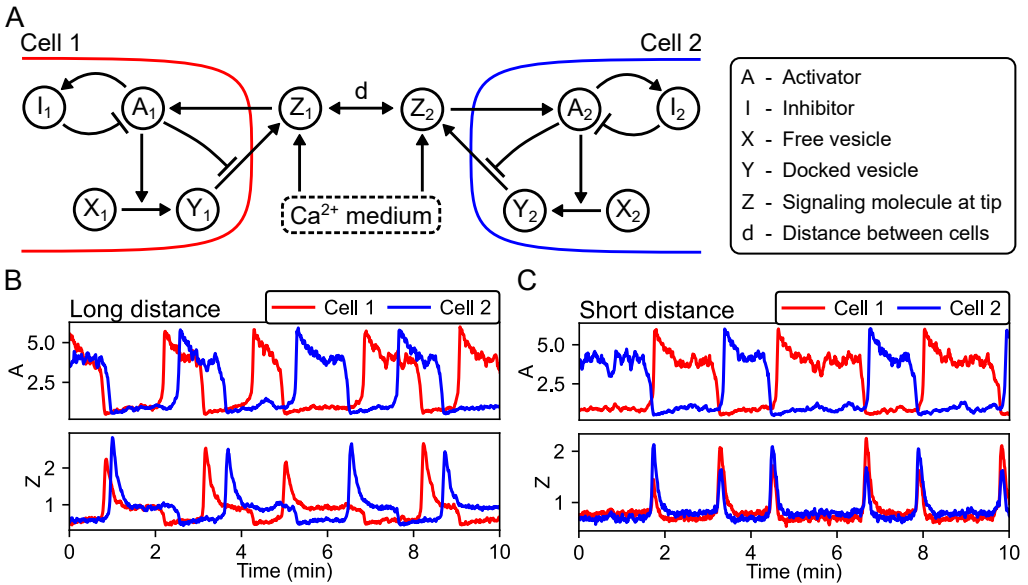 A
Cell 1
Cell 2
I1
A1
Z1
d
Z2
A2
I2
X1
Y1
Ca2+ medium
Y2
X2
A - Activator
I - Inhibitor
X - Free vesicle
Y - Docked vesicle
Z - Signaling molecule at tip
d - Distance between cells
B
Long distance
Cell 1
Cell 2
5.0
2.5
A
2
1
Z
0 2 4 6 8 10
Time (min)
C
Short distance
Cell 1
Cell 2
5.0
2.5
A
2
1
Z
0 2 4 6 8 10
Time (min)